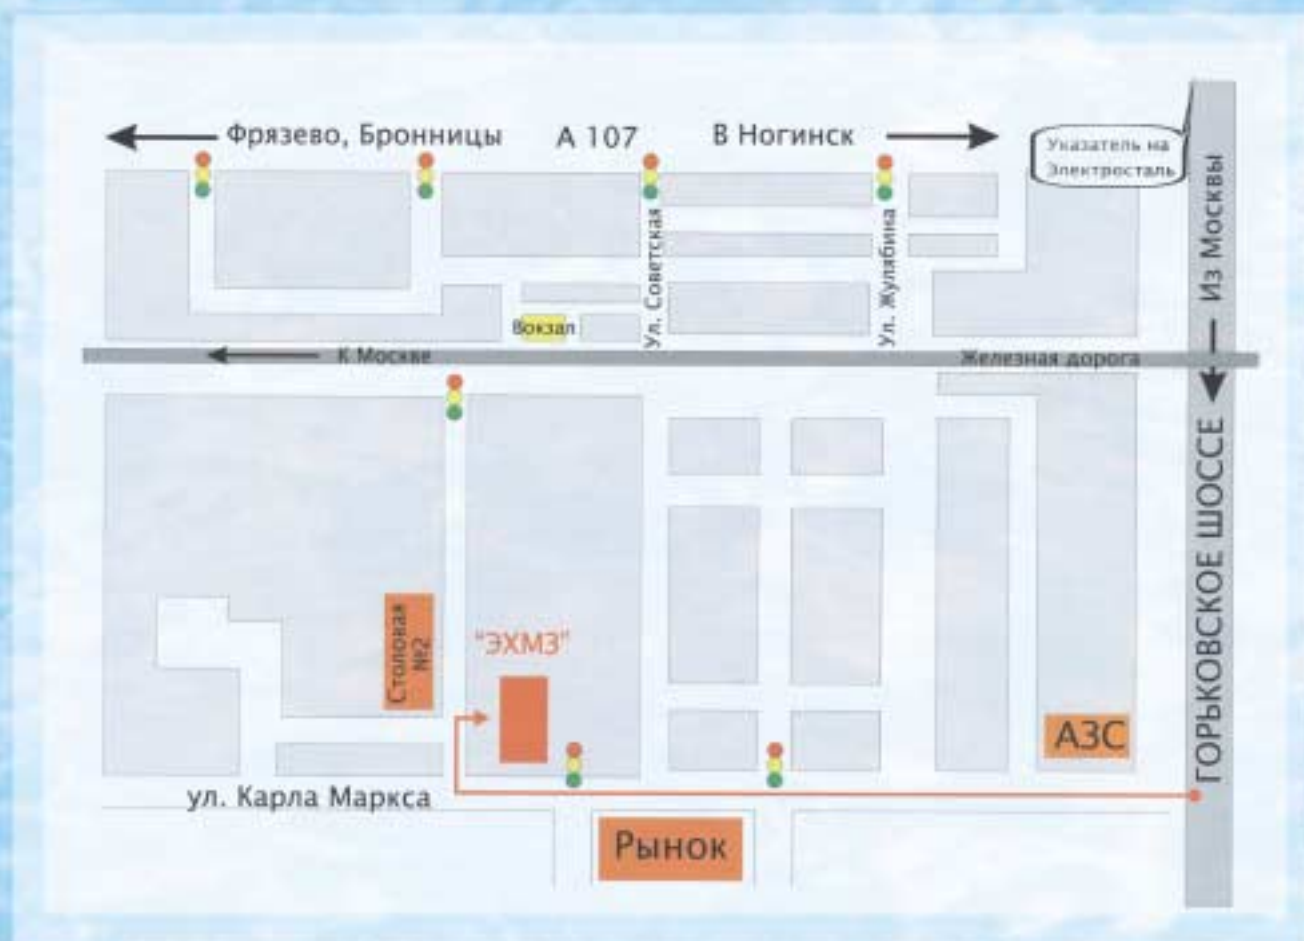 Фрязево, Бронницы
А 107
В Ногинск
Указатель на
Электросталь
Из Москвы
ул. Советская
ул. Жулябина
Вокзал
К Москве
Железная дорога
ГОРЬКОВСКОЕ ШОССЕ
Столовая
№2
"ЭХМЗ"
АЗС
ул. Карла Маркса
Рынок